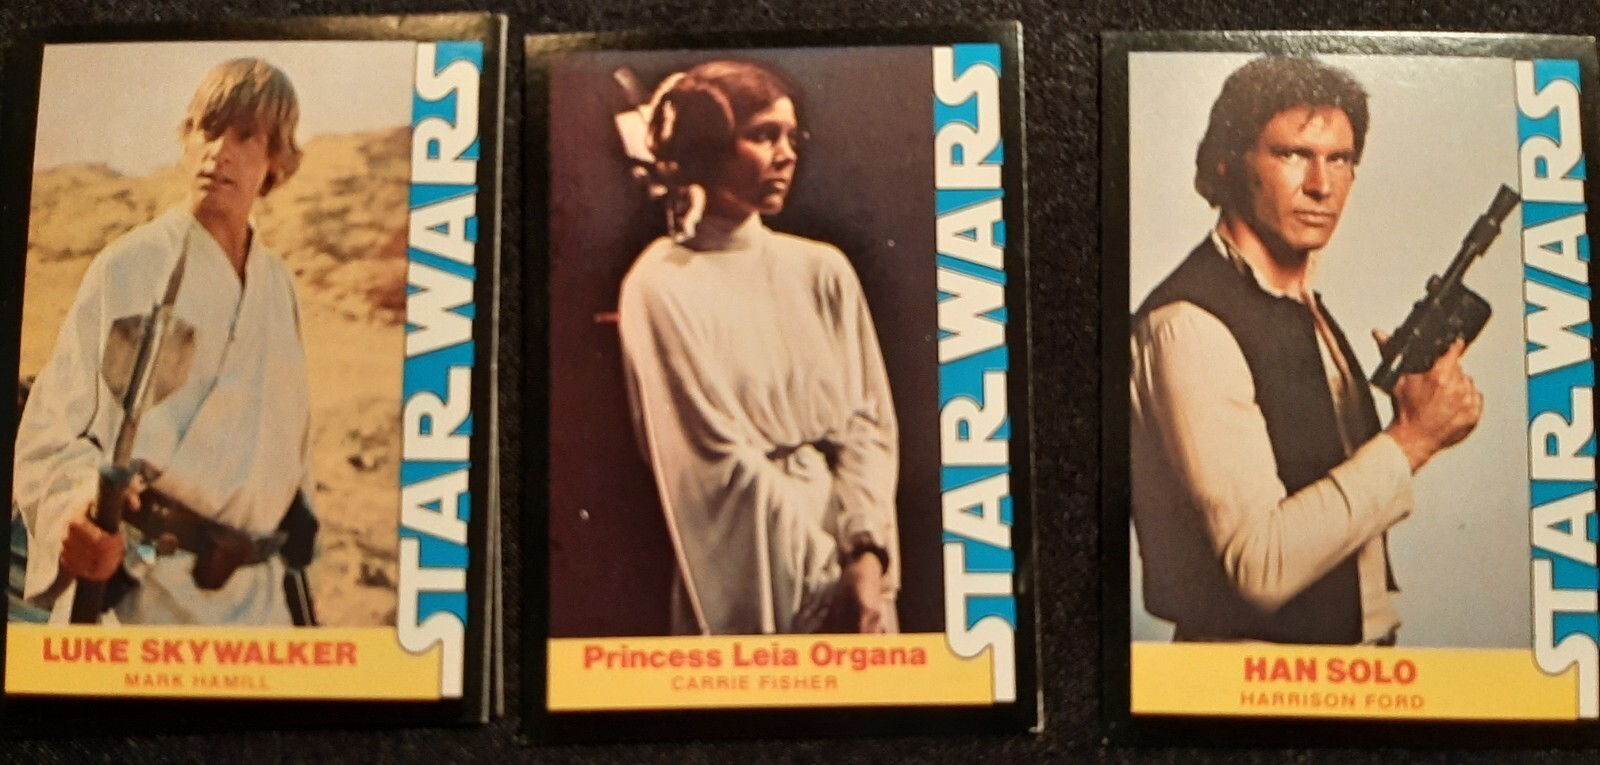 STAR WARS
LUKE SKYWALKER
MARK HAMILL
STAR WARS
Princess Leia Organa
CARRIE FISHER
STAR WARS
HAN SOLO
HARRISON FORD